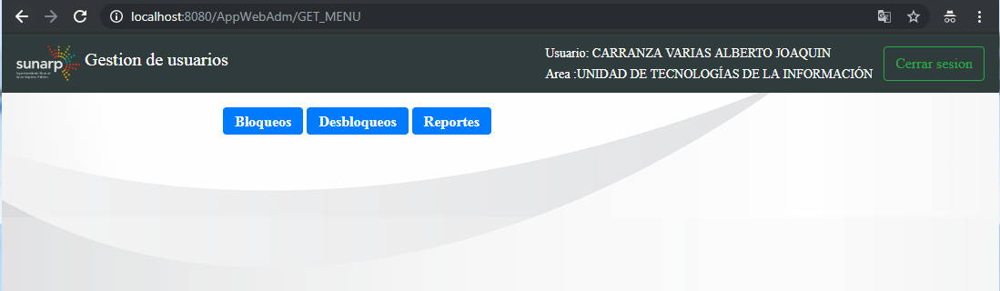 localhost:8080/AppWebAdm/GET_MENU
sunarp
Gestion de usuarios
Usuario: CARRANZA VARIAS ALBERTO JOAQUIN
Area :UNIDAD DE TECNOLOGÍAS DE LA INFORMACIÓN
Cerrar sesion
Bloqueos Desbloqueos Reportes